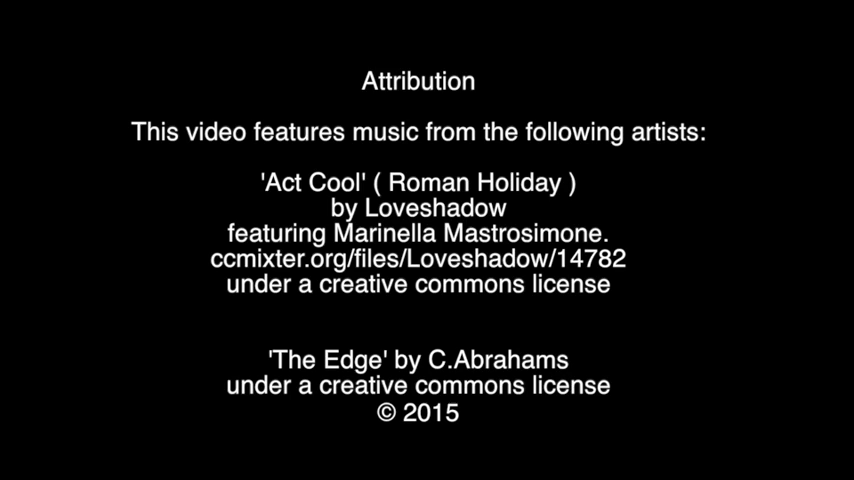 Attribution
This video features music from the following artists:
'Act Cool' ( Roman Holiday )
by Loveshadow
featuring Marinella Mastrosimone.
ccmixter.org/files/Loveshadow/14782
under a creative commons license
'The Edge' by C.Abrahams
under a creative commons license
© 2015